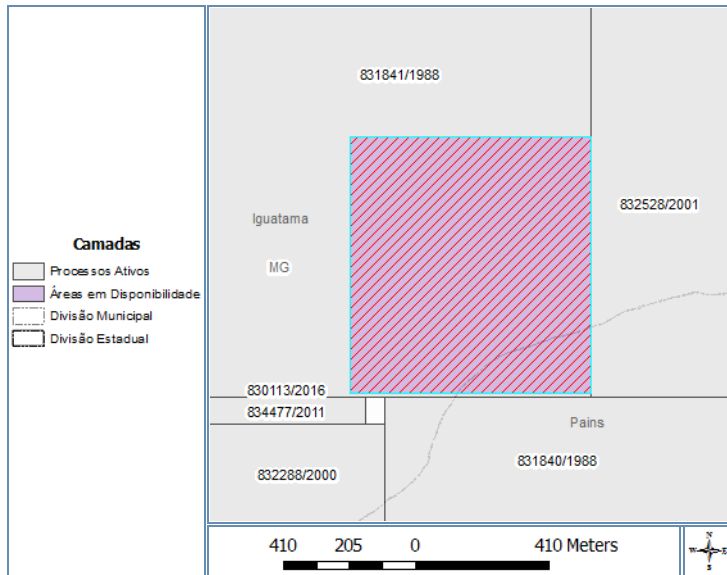 831841/1988
832528/2001
Iguatama
MG
Camadas
Processos Ativos
Áreas em Disponibilidade
Divisão Municipal
Divisão Estadual
830113/2016
834477/2011
Pains
831840/1988
832288/2000
410 205 0 410 Meters
N
W E
S